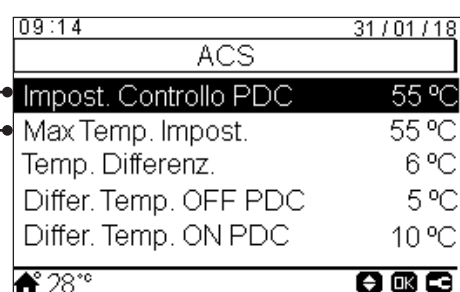 09:14 31/01/18
ACS
Impost. Controllo PDC 55 ºC
Max Temp. Impost. 55 ºC
Temp. Differenz. 6 ºC
Differ. Temp. OFF PDC 5 ºC
Differ. Temp. ON PDC 10 ºC
28°c OK